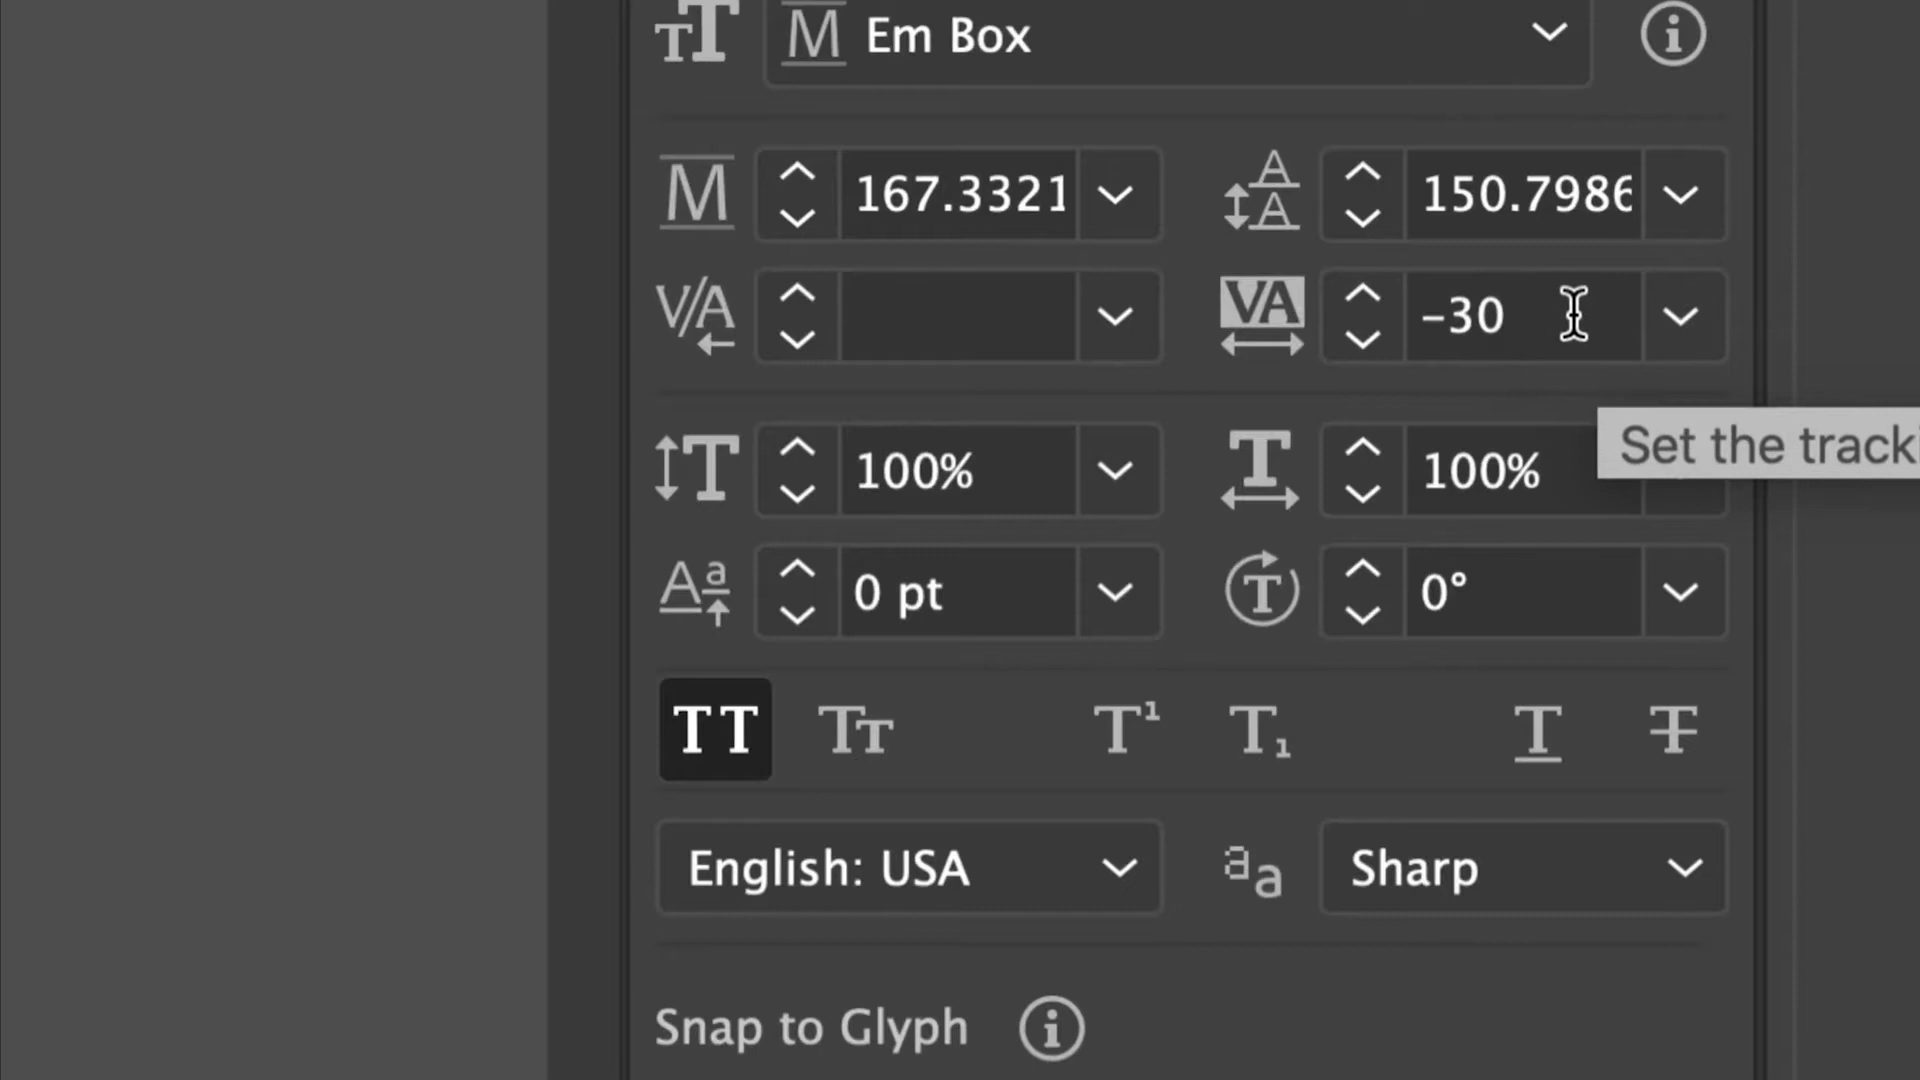 Em Box
167.3321
150.7986
-30
Set the track
100%
100%
0 pt
0°
English: USA
Sharp
Snap to Glyph